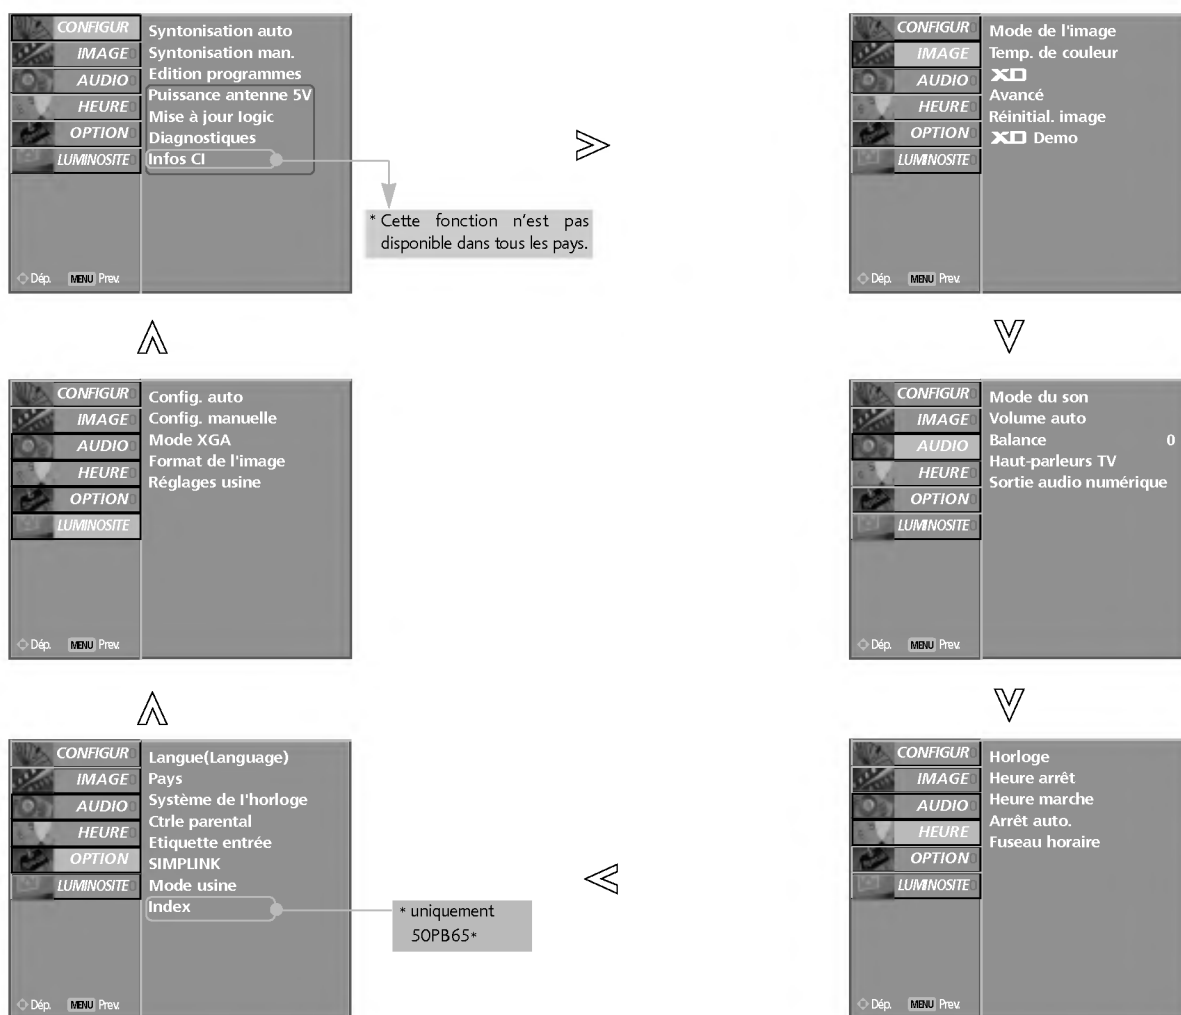 CONFIGUR
IMAGE
AUDIO
HEURE
OPTION
LUMINOSITE
Syntonisation auto
Syntonisation man.
Edition programmes
Puissance antenne 5V
Mise à jour logic
Diagnostiques
Infos CI
Dép. MENU Prev.
* Cette fonction n'est pas
disponible dans tous les pays.
CONFIGUR
IMAGE
AUDIO
HEURE
OPTION
LUMINOSITE
Mode de l'image
Temp. de couleur
XD
Avancé
Réinitial. image
XD Demo
Dép. MENU Prev.
CONFIGUR
IMAGE
AUDIO
HEURE
OPTION
LUMINOSITE
Config. auto
Config. manuelle
Mode XGA
Format de l'image
Réglages usine
Dép. MENU Prev.
CONFIGUR
IMAGE
AUDIO
HEURE
OPTION
LUMINOSITE
Mode du son
Volume auto
Balance 0
Haut-parleurs TV
Sortie audio numérique
Dép. MENU Prev.
CONFIGUR
IMAGE
AUDIO
HEURE
OPTION
LUMINOSITE
Langue(Language)
Pays
Système de l'horloge
Ctrle parental
Etiquette entrée
SIMPLINK
Mode usine
Index
Dép. MENU Prev.
* uniquement
50PB65*
CONFIGUR
IMAGE
AUDIO
HEURE
OPTION
LUMINOSITE
Horloge
Heure arrêt
Heure marche
Arrêt auto.
Fuseau horaire
Dép. MENU Prev.